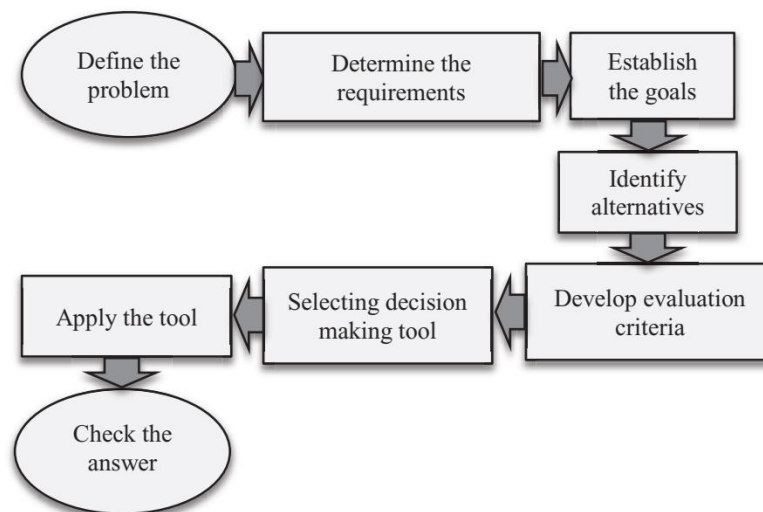 Define the
problem
Determine the
requirements
Establish
the goals
Identify
alternatives
Develop evaluation
criteria
Selecting decision
making tool
Apply the tool
Check the
answer